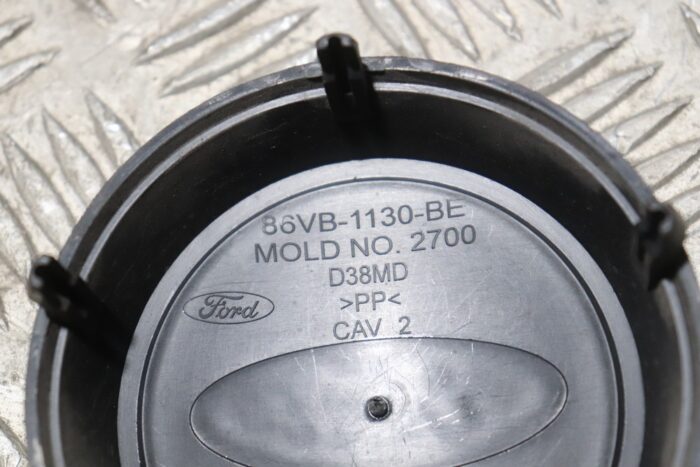 86VB-1130-BE
MOLD NO. 2700
D38MD
Ford
>PP<
CAV 2